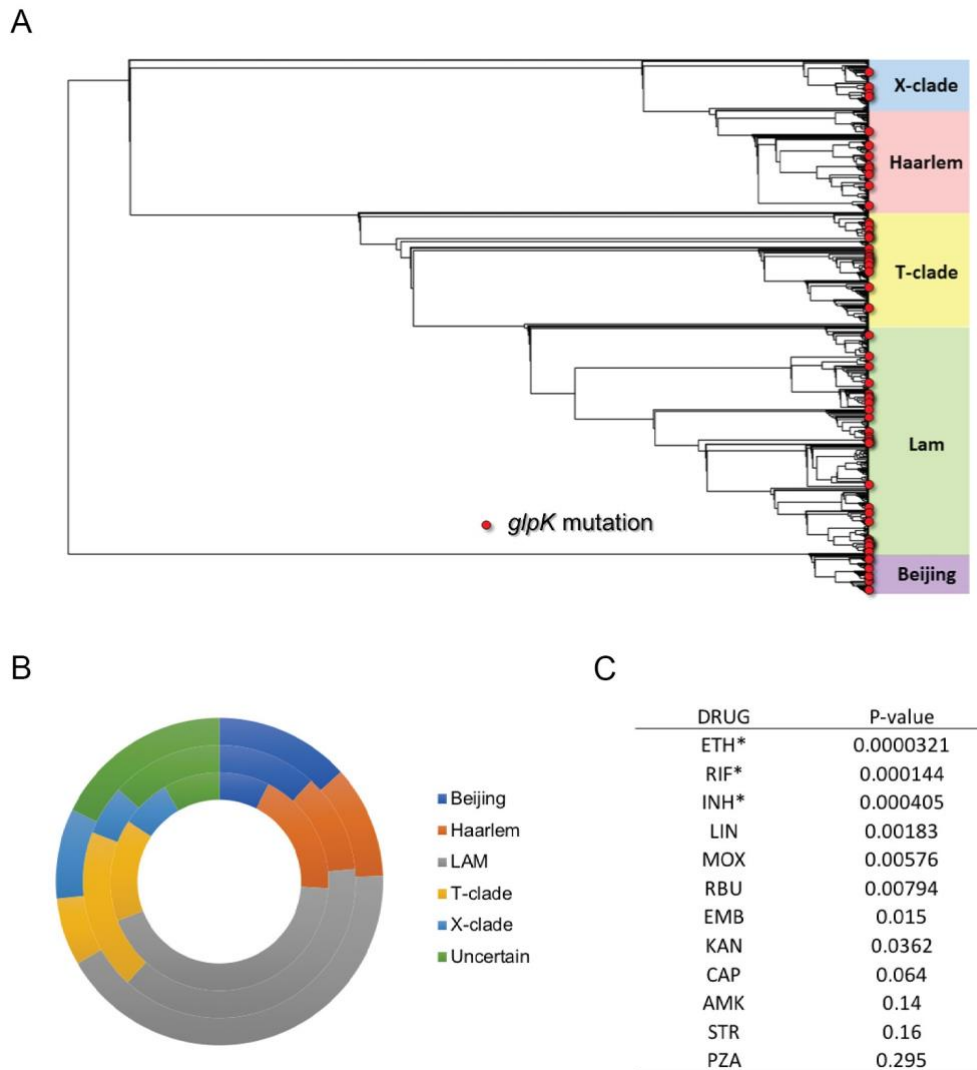 A
X-clade
Haarlem
T-clade
Lam
glpK mutation
Beijing
B
Beijing
Haarlem
LAM
T-clade
X-clade
Uncertain
C
DRUG P-value
ETH* 0.0000321
RIF* 0.000144
INH* 0.000405
LIN 0.00183
MOX 0.00576
RBU 0.00794
EMB 0.015
KAN 0.0362
CAP 0.064
AMK 0.14
STR 0.16
PZA 0.295